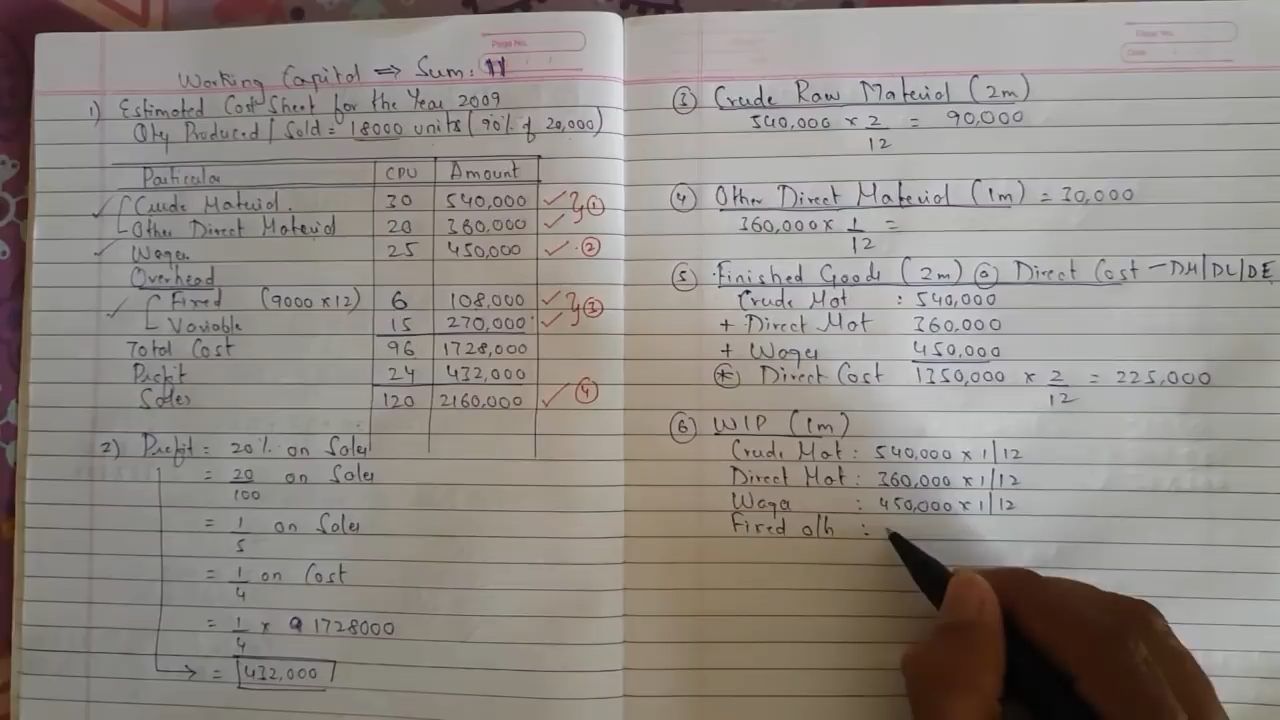 Page No.
Working Capital ⇒ Sum: 11
1) Estimated Cost Sheet for the Year 2009
Qty Produced / Sold = 18000 units (90% of 20,000)
Particular CPU Amount
Crude Material. 30 540,000 ✓ } ①
Other Direct Material 20 360,000 ✓
Wages 25 450,000 ✓ . ②
Overhead
Fixed (9000 x 12) 6 108,000 ✓ } ③
Variable 15 270,000 ✓
Total Cost 96 1728,000
Profit 24 432,000
Sales 120 2160,000 ✓ ④
2) Profit = 20% on Sales
= 20/100 on Sales
= 1/5 on Sales
= 1/4 on Cost
= 1/4 x 1728000
= 432,000
Page No.
Date
③ Crude Raw Material (2m)
540,000 x 2/12 = 90,000
④ Other Direct Material (1m) = 30,000
360,000 x 1/12 =
⑤ Finished Goods (2m) @ Direct Cost - DM/DL/DE
Crude Mat : 540,000
+ Direct Mat 360,000
+ Wages 450,000
* Direct Cost 1350,000 x 2/12 = 225,000
⑥ WIP (1m)
Crude Mat : 540,000 x 1/12
Direct Mat : 360,000 x 1/12
Wages : 450,000 x 1/12
Fixed o/h :